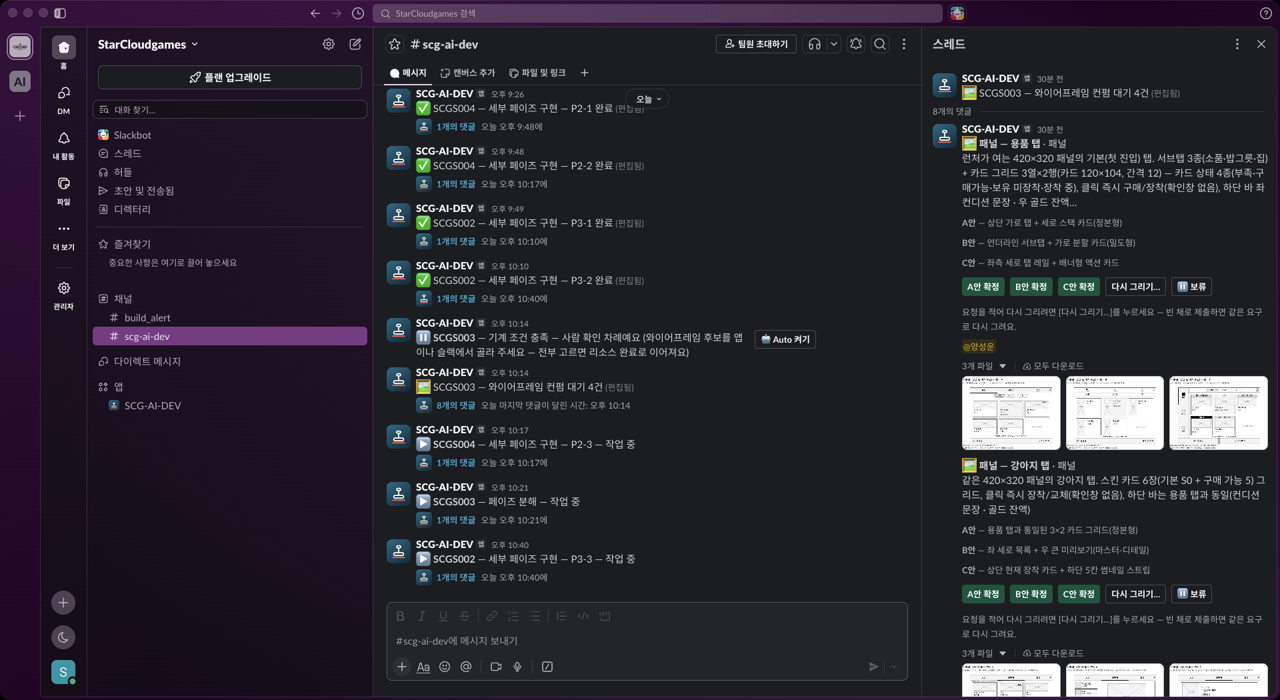 StarCloudgames 검색
AI
홈
DM
내 활동
파일
더 보기
관리자
S
StarCloudgames
플랜 업그레이드
대화 찾기...
Slackbot
스레드
허들
초안 및 전송됨
디렉터리
즐겨찾기
중요한 사항은 여기로 끌어 놓으세요
채널
# build_alert
# scg-ai-dev
다이렉트 메시지
앱
SCG-AI-DEV
# scg-ai-dev
팀원 초대하기
메시지
캔버스 추가
파일 및 링크
오늘
SCG-AI-DEV 앱 오후 9:26
SCGS004 — 세부 페이즈 구현 — P2-1 완료 (편집됨)
1개의 댓글 오늘 오후 9:48에
SCG-AI-DEV 앱 오후 9:48
SCGS004 — 세부 페이즈 구현 — P2-2 완료 (편집됨)
1개의 댓글 오늘 오후 10:17에
SCG-AI-DEV 앱 오후 9:49
SCGS002 — 세부 페이즈 구현 — P3-1 완료 (편집됨)
1개의 댓글 오늘 오후 10:10에
SCG-AI-DEV 앱 오후 10:10
SCGS002 — 세부 페이즈 구현 — P3-2 완료 (편집됨)
1개의 댓글 오늘 오후 10:40에
SCG-AI-DEV 앱 오후 10:14
SCGS003 — 기계 조건 충족 — 사람 확인 차례예요 (와이어프레임 후보를 앱
이나 슬랙에서 골라 주세요 — 전부 고르면 리소스 완료로 이어져요)
Auto 켜기
SCG-AI-DEV 앱 오후 10:14
SCGS003 — 와이어프레임 컨펌 대기 4건 (편집됨)
8개의 댓글 오늘 마지막 댓글이 달린 시간: 오후 10:14
SCG-AI-DEV 앱 오후 10:17
SCGS004 — 세부 페이즈 구현 — P2-3 — 작업 중
1개의 댓글 오늘 오후 10:17에
SCG-AI-DEV 앱 오후 10:21
SCGS003 — 페이즈 분해 — 작업 중
1개의 댓글 오늘 오후 10:21에
SCG-AI-DEV 앱 오후 10:40
SCGS002 — 세부 페이즈 구현 — P3-3 — 작업 중
1개의 댓글 오늘 오후 10:40에
B I U S
#scg-ai-dev에 메시지 보내기
Aa
스레드
SCG-AI-DEV 앱 30분 전
SCGS003 — 와이어프레임 컨펌 대기 4건 (편집됨)
8개의 댓글
SCG-AI-DEV 앱 30분 전
패널 — 용품 탭 · 패널
런처가 여는 420×320 패널의 기본(첫 진입) 탭. 서브탭 3종(소품·밥그릇·집)
+ 카드 그리드 3열×2행(카드 120×104, 간격 12) — 카드 상태 4종(부족·구
매가능·보유 미장착·장착 중), 클릭 즉시 구매/장착(확인창 없음), 하단 바 좌
컨디션 문장 · 우 골드 잔액...
A안 — 상단 가로 탭 + 세로 스택 카드(정본형)
B안 — 언더라인 서브탭 + 가로 분할 카드(밀도형)
C안 — 좌측 세로 탭 레일 + 배너형 액션 카드
A안 확정
B안 확정
C안 확정
다시 그리기...
보류
요청을 적어 다시 그리려면 [다시 그리기...]를 누르세요 — 빈 채로 제출하면 같은 요구
로 다시 그려요.
@양성운
3개 파일
모두 다운로드
패널 — 강아지 탭 · 패널
같은 420×320 패널의 강아지 탭. 스킨 카드 6장(기본 S0 + 구매 가능 5) 그
리드, 클릭 즉시 장착/교체(확인창 없음), 하단 바는 용품 탭과 동일(컨디션
문장 · 골드 잔액)
A안 — 용품 탭과 통일된 3×2 카드 그리드(정본형)
B안 — 좌 세로 목록 + 우 큰 미리보기(마스터-디테일)
C안 — 상단 현재 장착 카드 + 하단 5칸 썸네일 스트립
A안 확정
B안 확정
C안 확정
다시 그리기...
보류
요청을 적어 다시 그리려면 [다시 그리기...]를 누르세요 — 빈 채로 제출하면 같은 요구
로 다시 그려요.
3개 파일
모두 다운로드